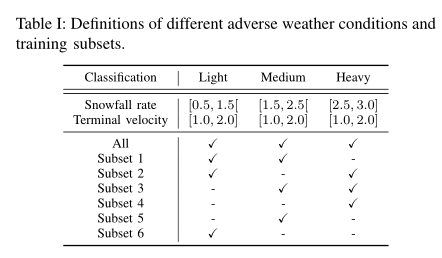 Table I: Definitions of different adverse weather conditions and
training subsets.
Classification Light Medium Heavy
Snowfall rate [0.5, 1.5[ [1.5, 2.5[ [2.5, 3.0]
Terminal velocity [1.0, 2.0] [1.0, 2.0] [1.0, 2.0]
All ✓ ✓ ✓
Subset 1 ✓ ✓ -
Subset 2 ✓ - ✓
Subset 3 - ✓ ✓
Subset 4 - - ✓
Subset 5 - ✓ -
Subset 6 ✓ - -